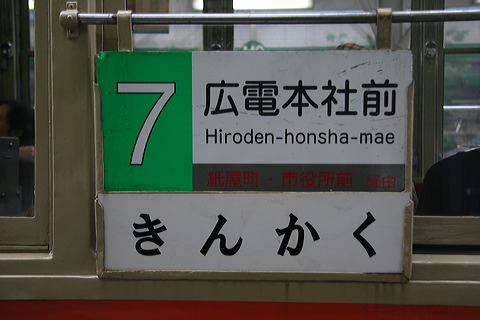 7
広電本社前
Hiroden-honsha-mae
紙屋町・市役所前 経由
きんかく